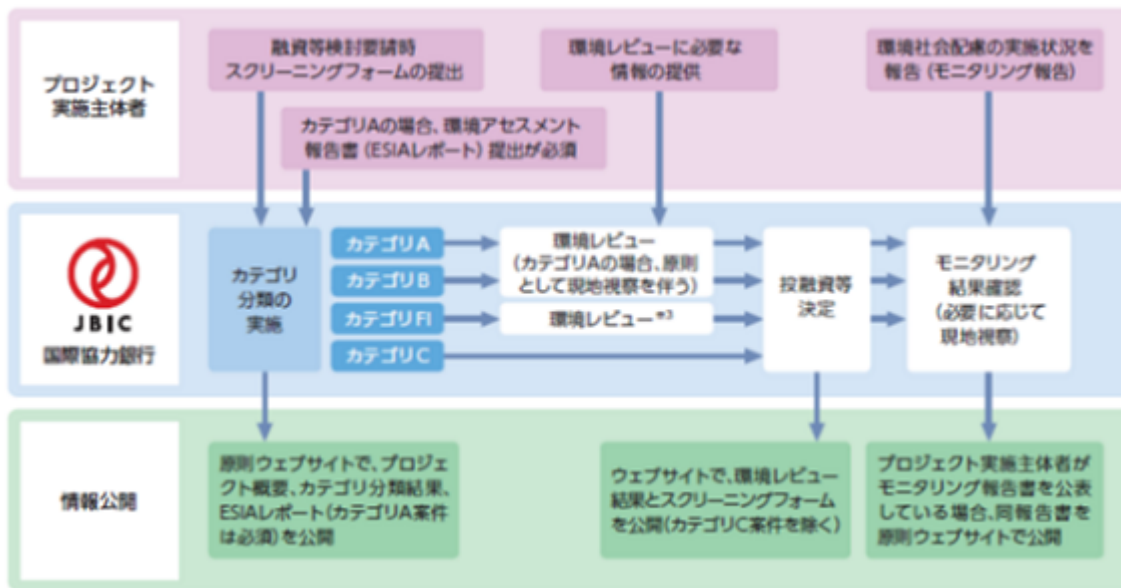 プロジェクト
実施主体者
融資等検討要請時
スクリーニングフォームの提出
環境レビューに必要な
情報の提供
環境社会配慮の実施状況を
報告（モニタリング報告）
カテゴリAの場合、環境アセスメント
報告書（ESIAレポート）提出が必須
JBIC
国際協力銀行
カテゴリ
分類の
実施
カテゴリA
カテゴリB
カテゴリFI
カテゴリC
環境レビュー
（カテゴリAの場合、原則
として現地視察を伴う）
環境レビュー※3
投融資等
決定
モニタリング
結果確認
（必要に応じて
現地視察）
情報公開
原則ウェブサイトで、プロジェ
クト概要、カテゴリ分類結果、
ESIAレポート（カテゴリA案件
は必須）を公開
ウェブサイトで、環境レビュー
結果とスクリーニングフォーム
を公開（カテゴリC案件を除く）
プロジェクト実施主体者が
モニタリング報告書を公表
している場合、同報告書を
原則ウェブサイトで公開